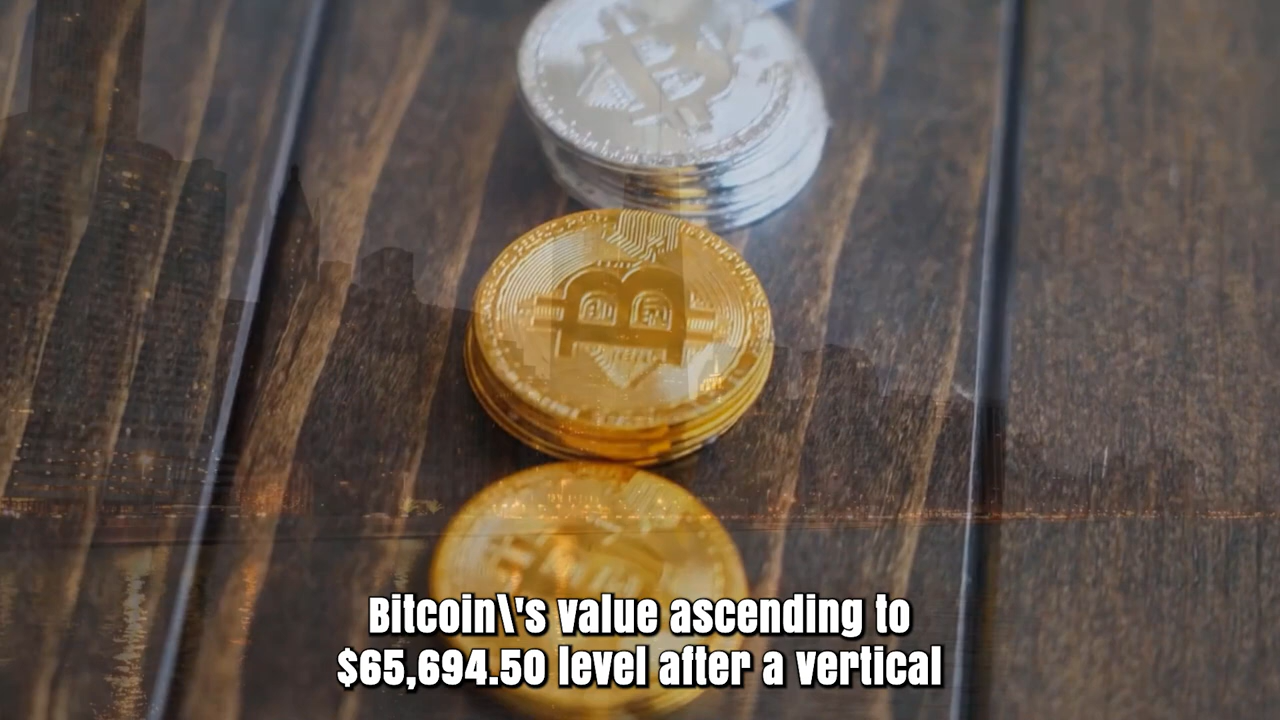 Bitcoin\'s value ascending to
$65,694.50 level after a vertical